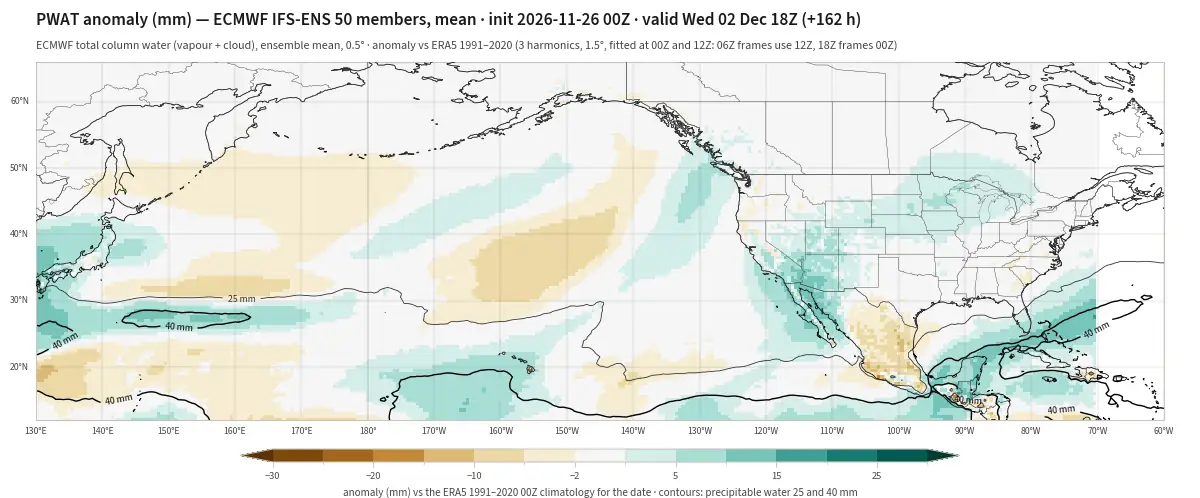 PWAT anomaly (mm) — ECMWF IFS-ENS 50 members, mean · init 2026-11-26 00Z · valid Wed 02 Dec 18Z (+162 h)
ECMWF total column water (vapour + cloud), ensemble mean, 0.5° · anomaly vs ERA5 1991–2020 (3 harmonics, 1.5°, fitted at 00Z and 12Z: 06Z frames use 12Z, 18Z frames 00Z)
60°N
50°N
40°N
30°N
20°N
25 mm
40 mm
40 mm
40 mm
40 mm
40 mm
40 mm
130°E 140°E 150°E 160°E 170°E 180° 170°W 160°W 150°W 140°W 130°W 120°W 110°W 100°W 90°W 80°W 70°W 60°W
−30 −20 −10 −2 5 15 25
anomaly (mm) vs the ERA5 1991–2020 00Z climatology for the date · contours: precipitable water 25 and 40 mm